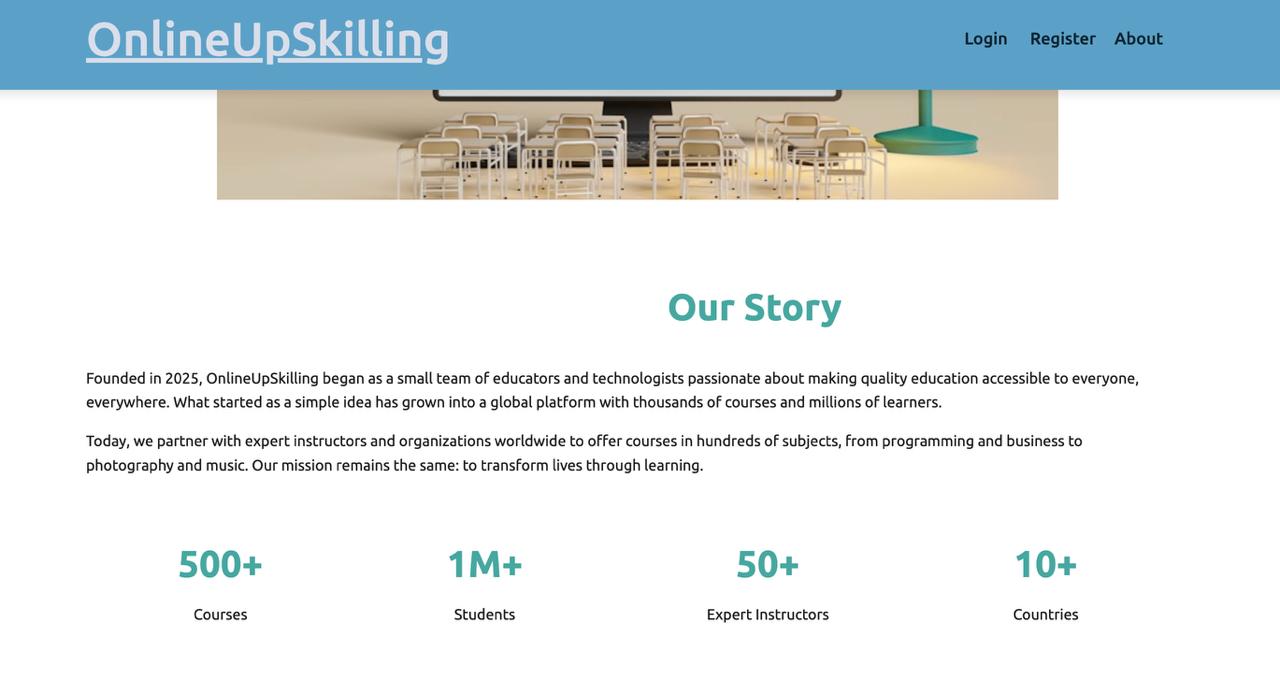 OnlineUpSkilling
Login Register About
Our Story
Founded in 2025, OnlineUpSkilling began as a small team of educators and technologists passionate about making quality education accessible to everyone,
everywhere. What started as a simple idea has grown into a global platform with thousands of courses and millions of learners.
Today, we partner with expert instructors and organizations worldwide to offer courses in hundreds of subjects, from programming and business to
photography and music. Our mission remains the same: to transform lives through learning.
500+ 1M+ 50+ 10+
Courses Students Expert Instructors Countries